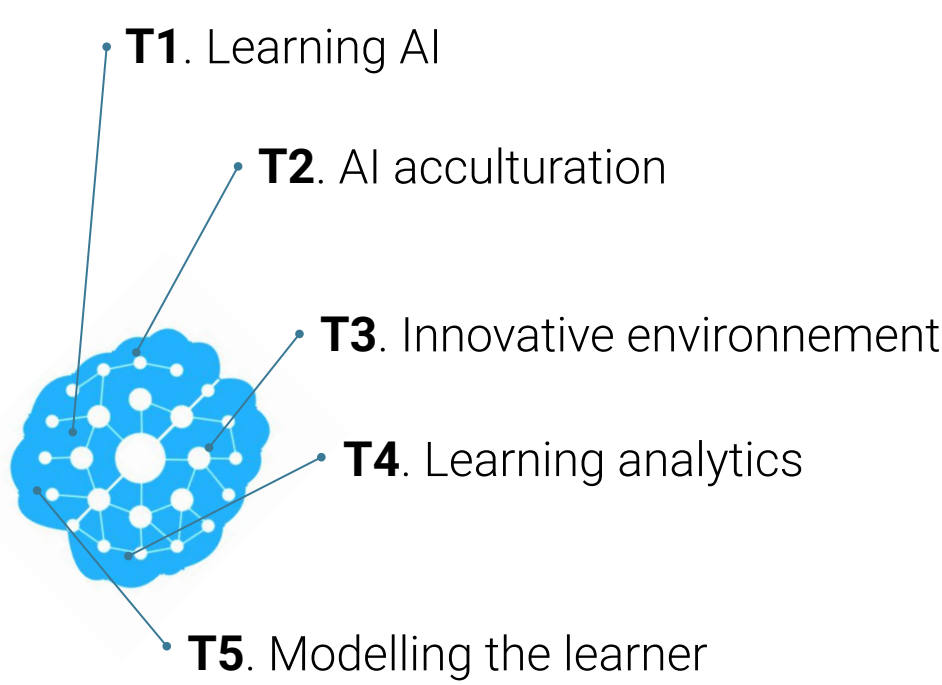 T1. Learning AI
T2. AI acculturation
T3. Innovative environnement
T4. Learning analytics
T5. Modelling the learner